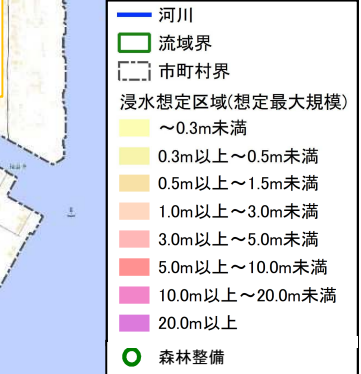 河川
流域界
市町村界
浸水想定区域(想定最大規模)
～0.3m未満
0.3m以上～0.5m未満
0.5m以上～1.5m未満
1.0m以上～3.0m未満
3.0m以上～5.0m未満
5.0m以上～10.0m未満
10.0m以上～20.0m未満
20.0m以上
森林整備